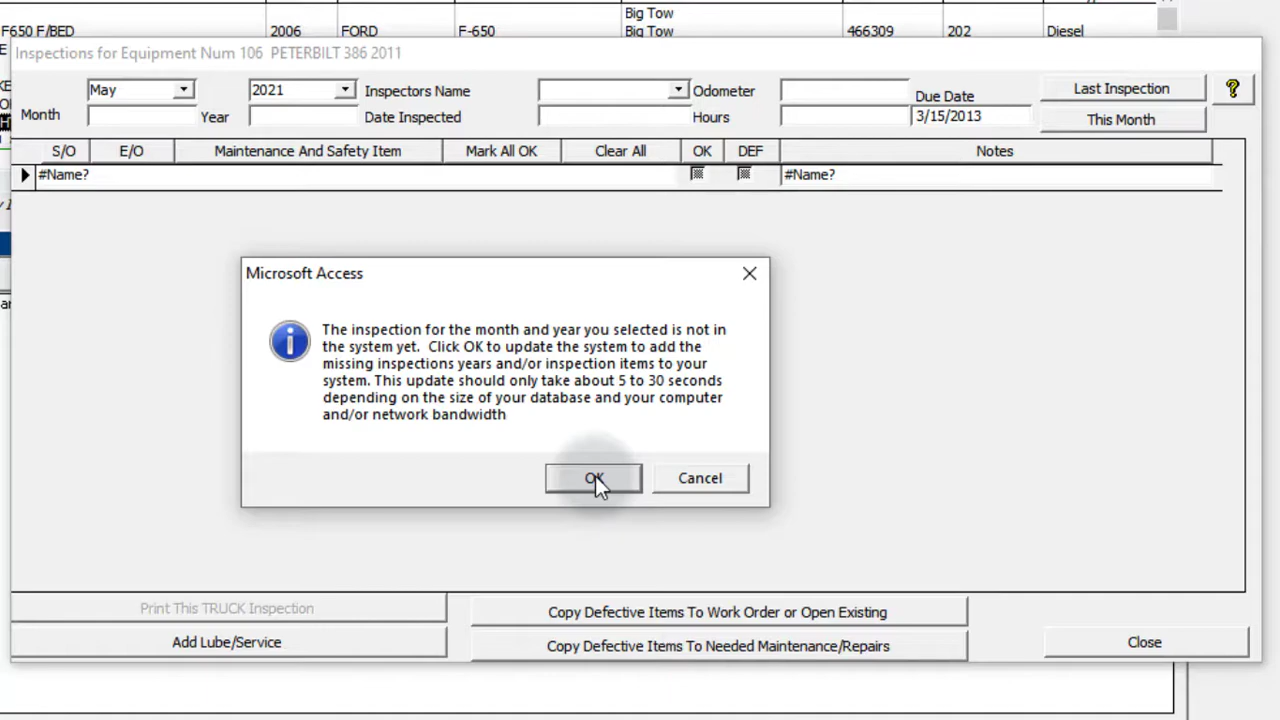 Big Tow
F650 F/BED 2006 FORD F-650 Big Tow 466309 202 Diesel
Inspections for Equipment Num 106 PETERBILT 386 2011
May 2021 Inspectors Name Odometer Due Date Last Inspection ?
Month Year Date Inspected Hours 3/15/2013 This Month
S/O E/O Maintenance And Safety Item Mark All OK Clear All OK DEF Notes
#Name? #Name?
Microsoft Access
The inspection for the month and year you selected is not in
the system yet. Click OK to update the system to add the
missing inspections years and/or inspection items to your
system. This update should only take about 5 to 30 seconds
depending on the size of your database and your computer
and/or network bandwidth
OK Cancel
Print This TRUCK Inspection Copy Defective Items To Work Order or Open Existing
Add Lube/Service Copy Defective Items To Needed Maintenance/Repairs Close